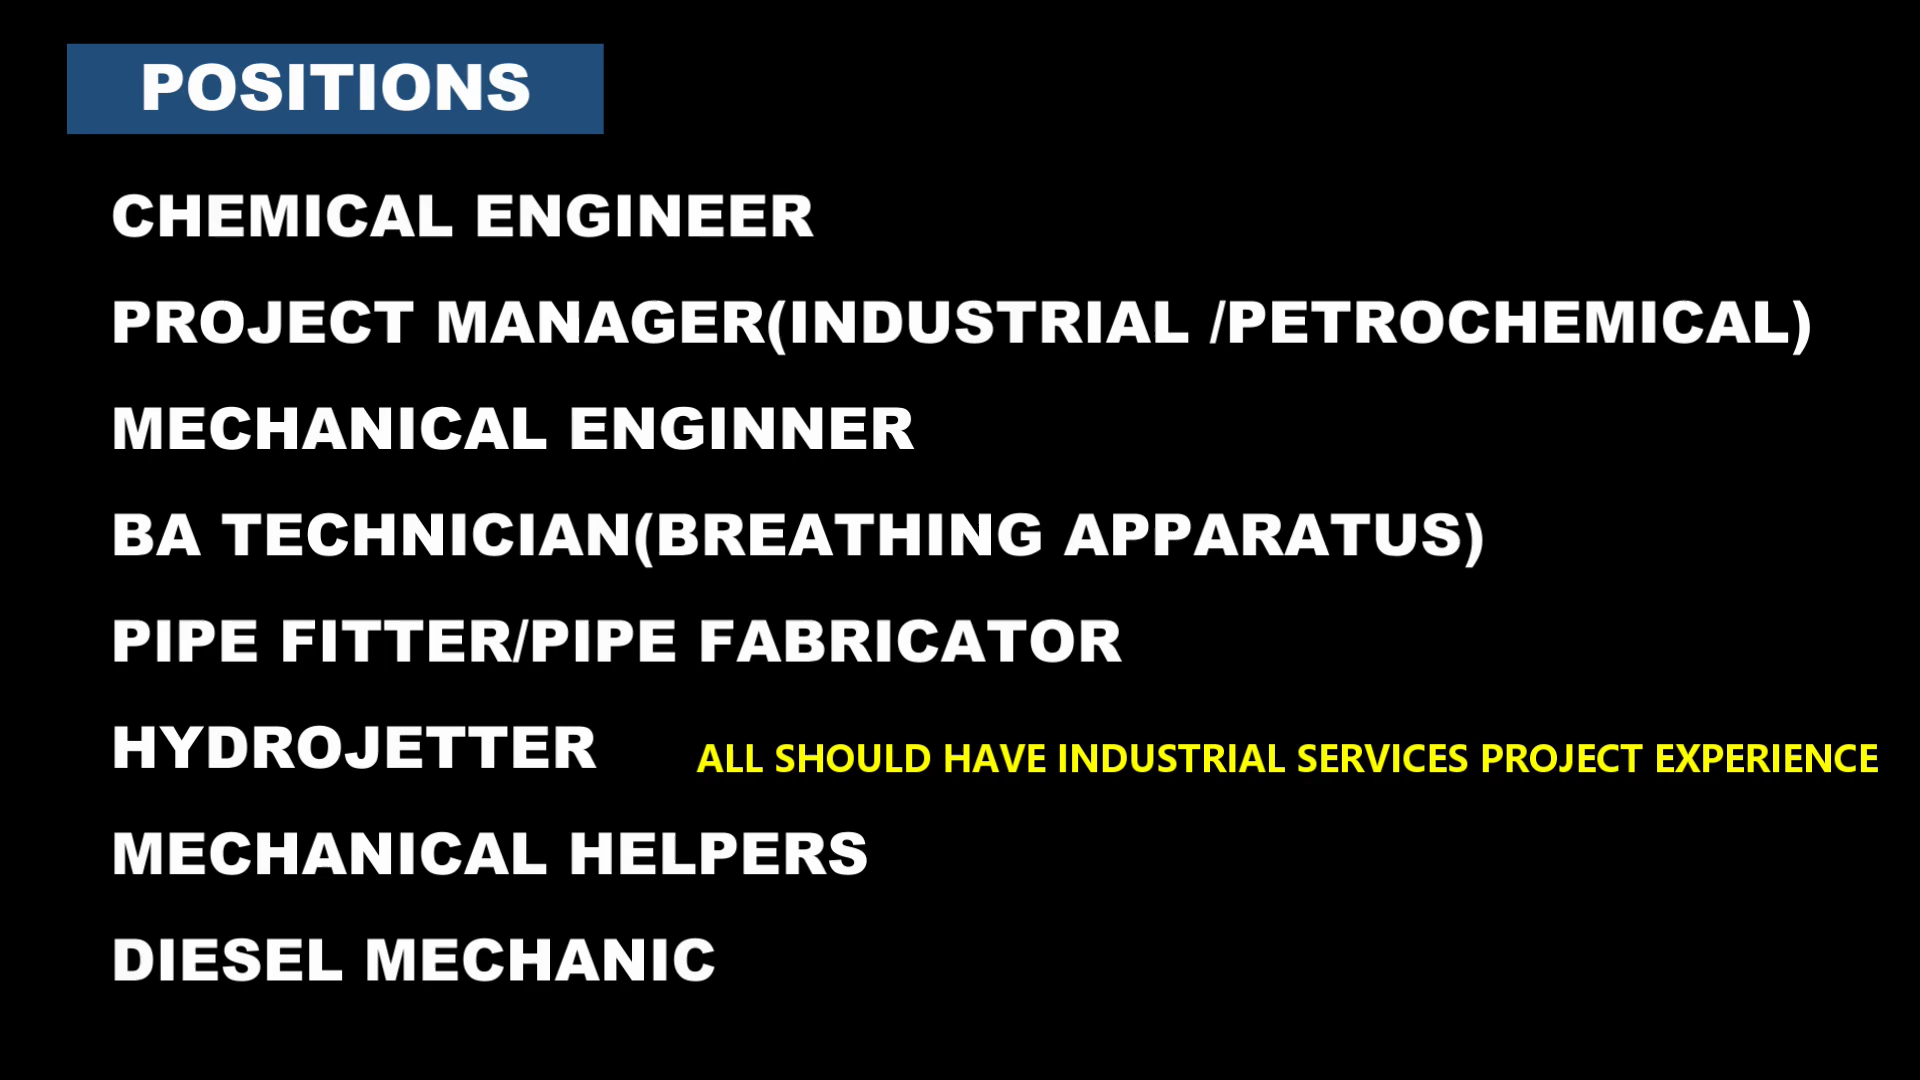 POSITIONS
CHEMICAL ENGINEER
PROJECT MANAGER(INDUSTRIAL /PETROCHEMICAL)
MECHANICAL ENGINNER
BA TECHNICIAN(BREATHING APPARATUS)
PIPE FITTER/PIPE FABRICATOR
HYDROJETTER
ALL SHOULD HAVE INDUSTRIAL SERVICES PROJECT EXPERIENCE
MECHANICAL HELPERS
DIESEL MECHANIC